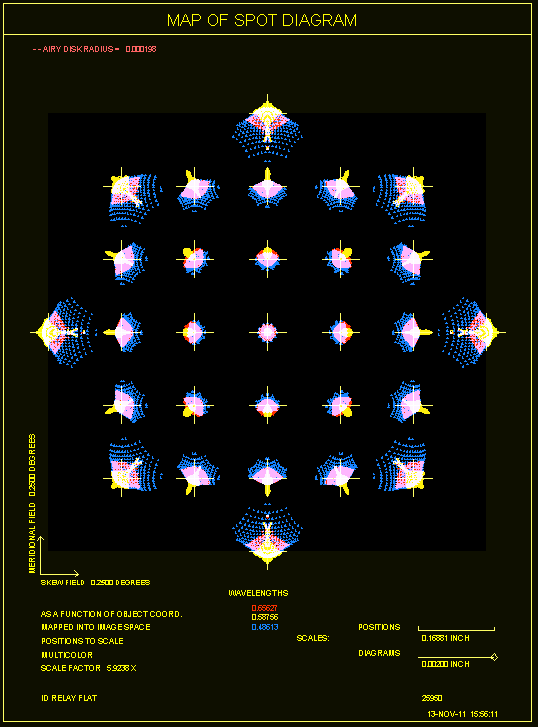 MAP OF SPOT DIAGRAM
-- AIRY DISK RADIUS = 0.000198
MERIDIONAL FIELD 0.2500 DEGREES
SKEW FIELD 0.2500 DEGREES
WAVELENGTHS
0.65627
0.58756
0.48613
AS A FUNCTION OF OBJECT COORD.
MAPPED INTO IMAGE SPACE
POSITIONS TO SCALE
MULTICOLOR
SCALE FACTOR 5.9238 X
SCALES:
POSITIONS
0.16881 INCH
DIAGRAMS
0.00200 INCH
ID RELAY FLAT
25950
13-NOV-11 15:56:11